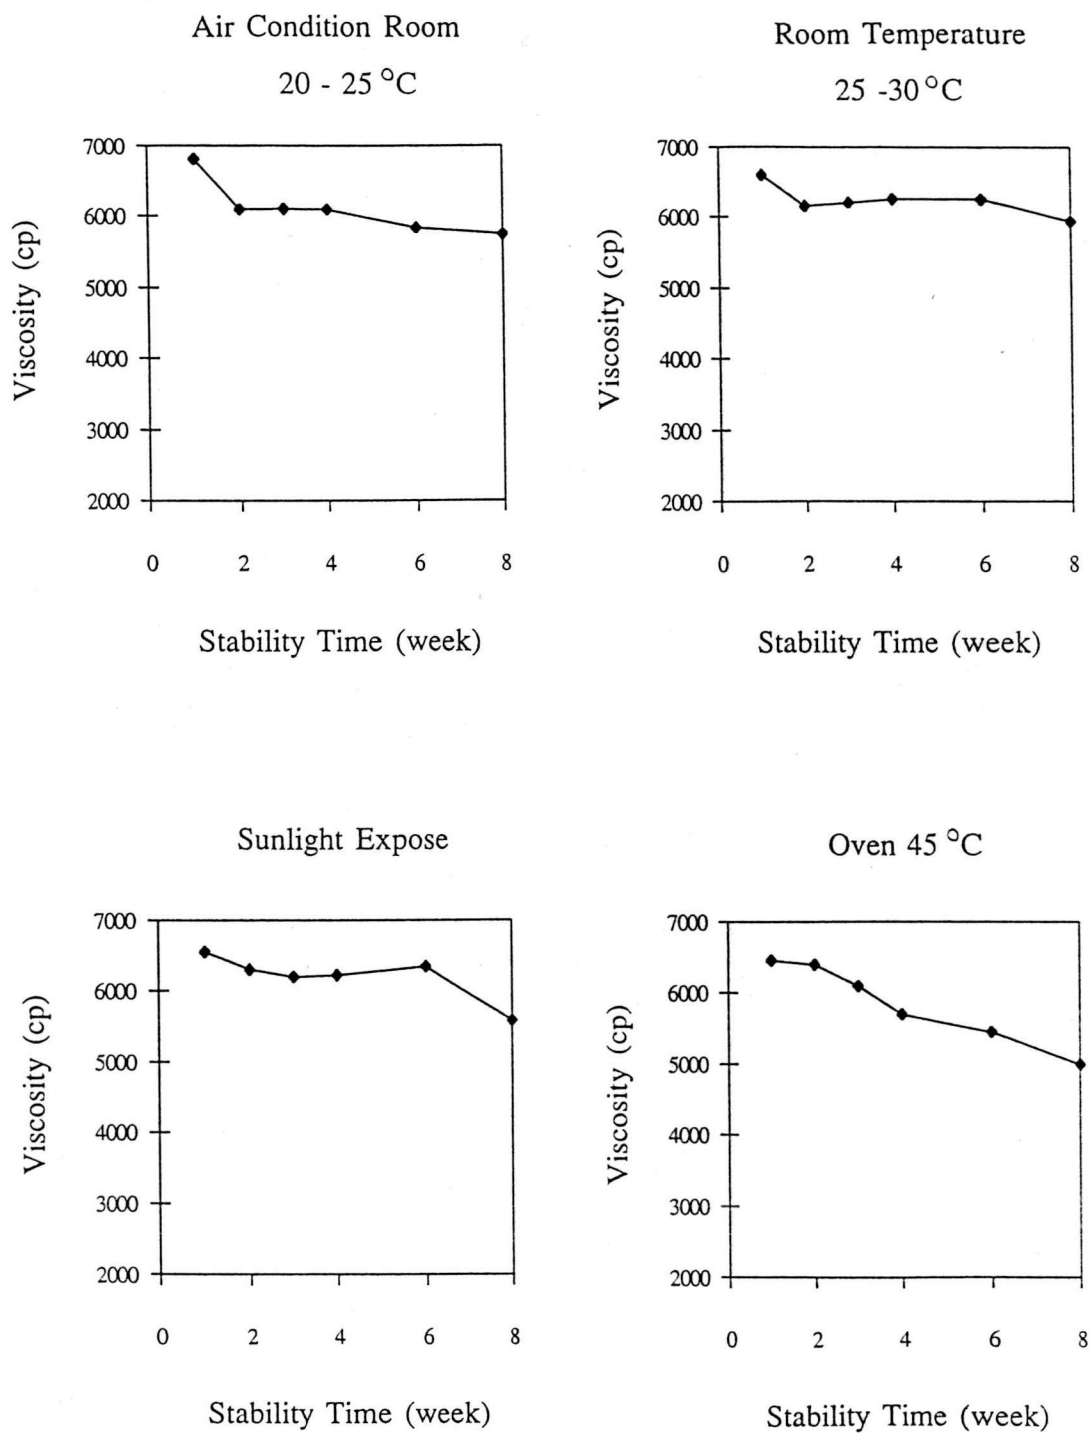 Air Condition Room
20 - 25 °C
7000
6000
5000
4000
3000
2000
Viscosity (cp)
0 2 4 6 8
Stability Time (week)
Room Temperature
25 -30 °C
7000
6000
5000
4000
3000
2000
Viscosity (cp)
0 2 4 6 8
Stability Time (week)
Sunlight Expose
7000
6000
5000
4000
3000
2000
Viscosity (cp)
0 2 4 6 8
Stability Time (week)
Oven 45 °C
7000
6000
5000
4000
3000
2000
Viscosity (cp)
0 2 4 6 8
Stability Time (week)